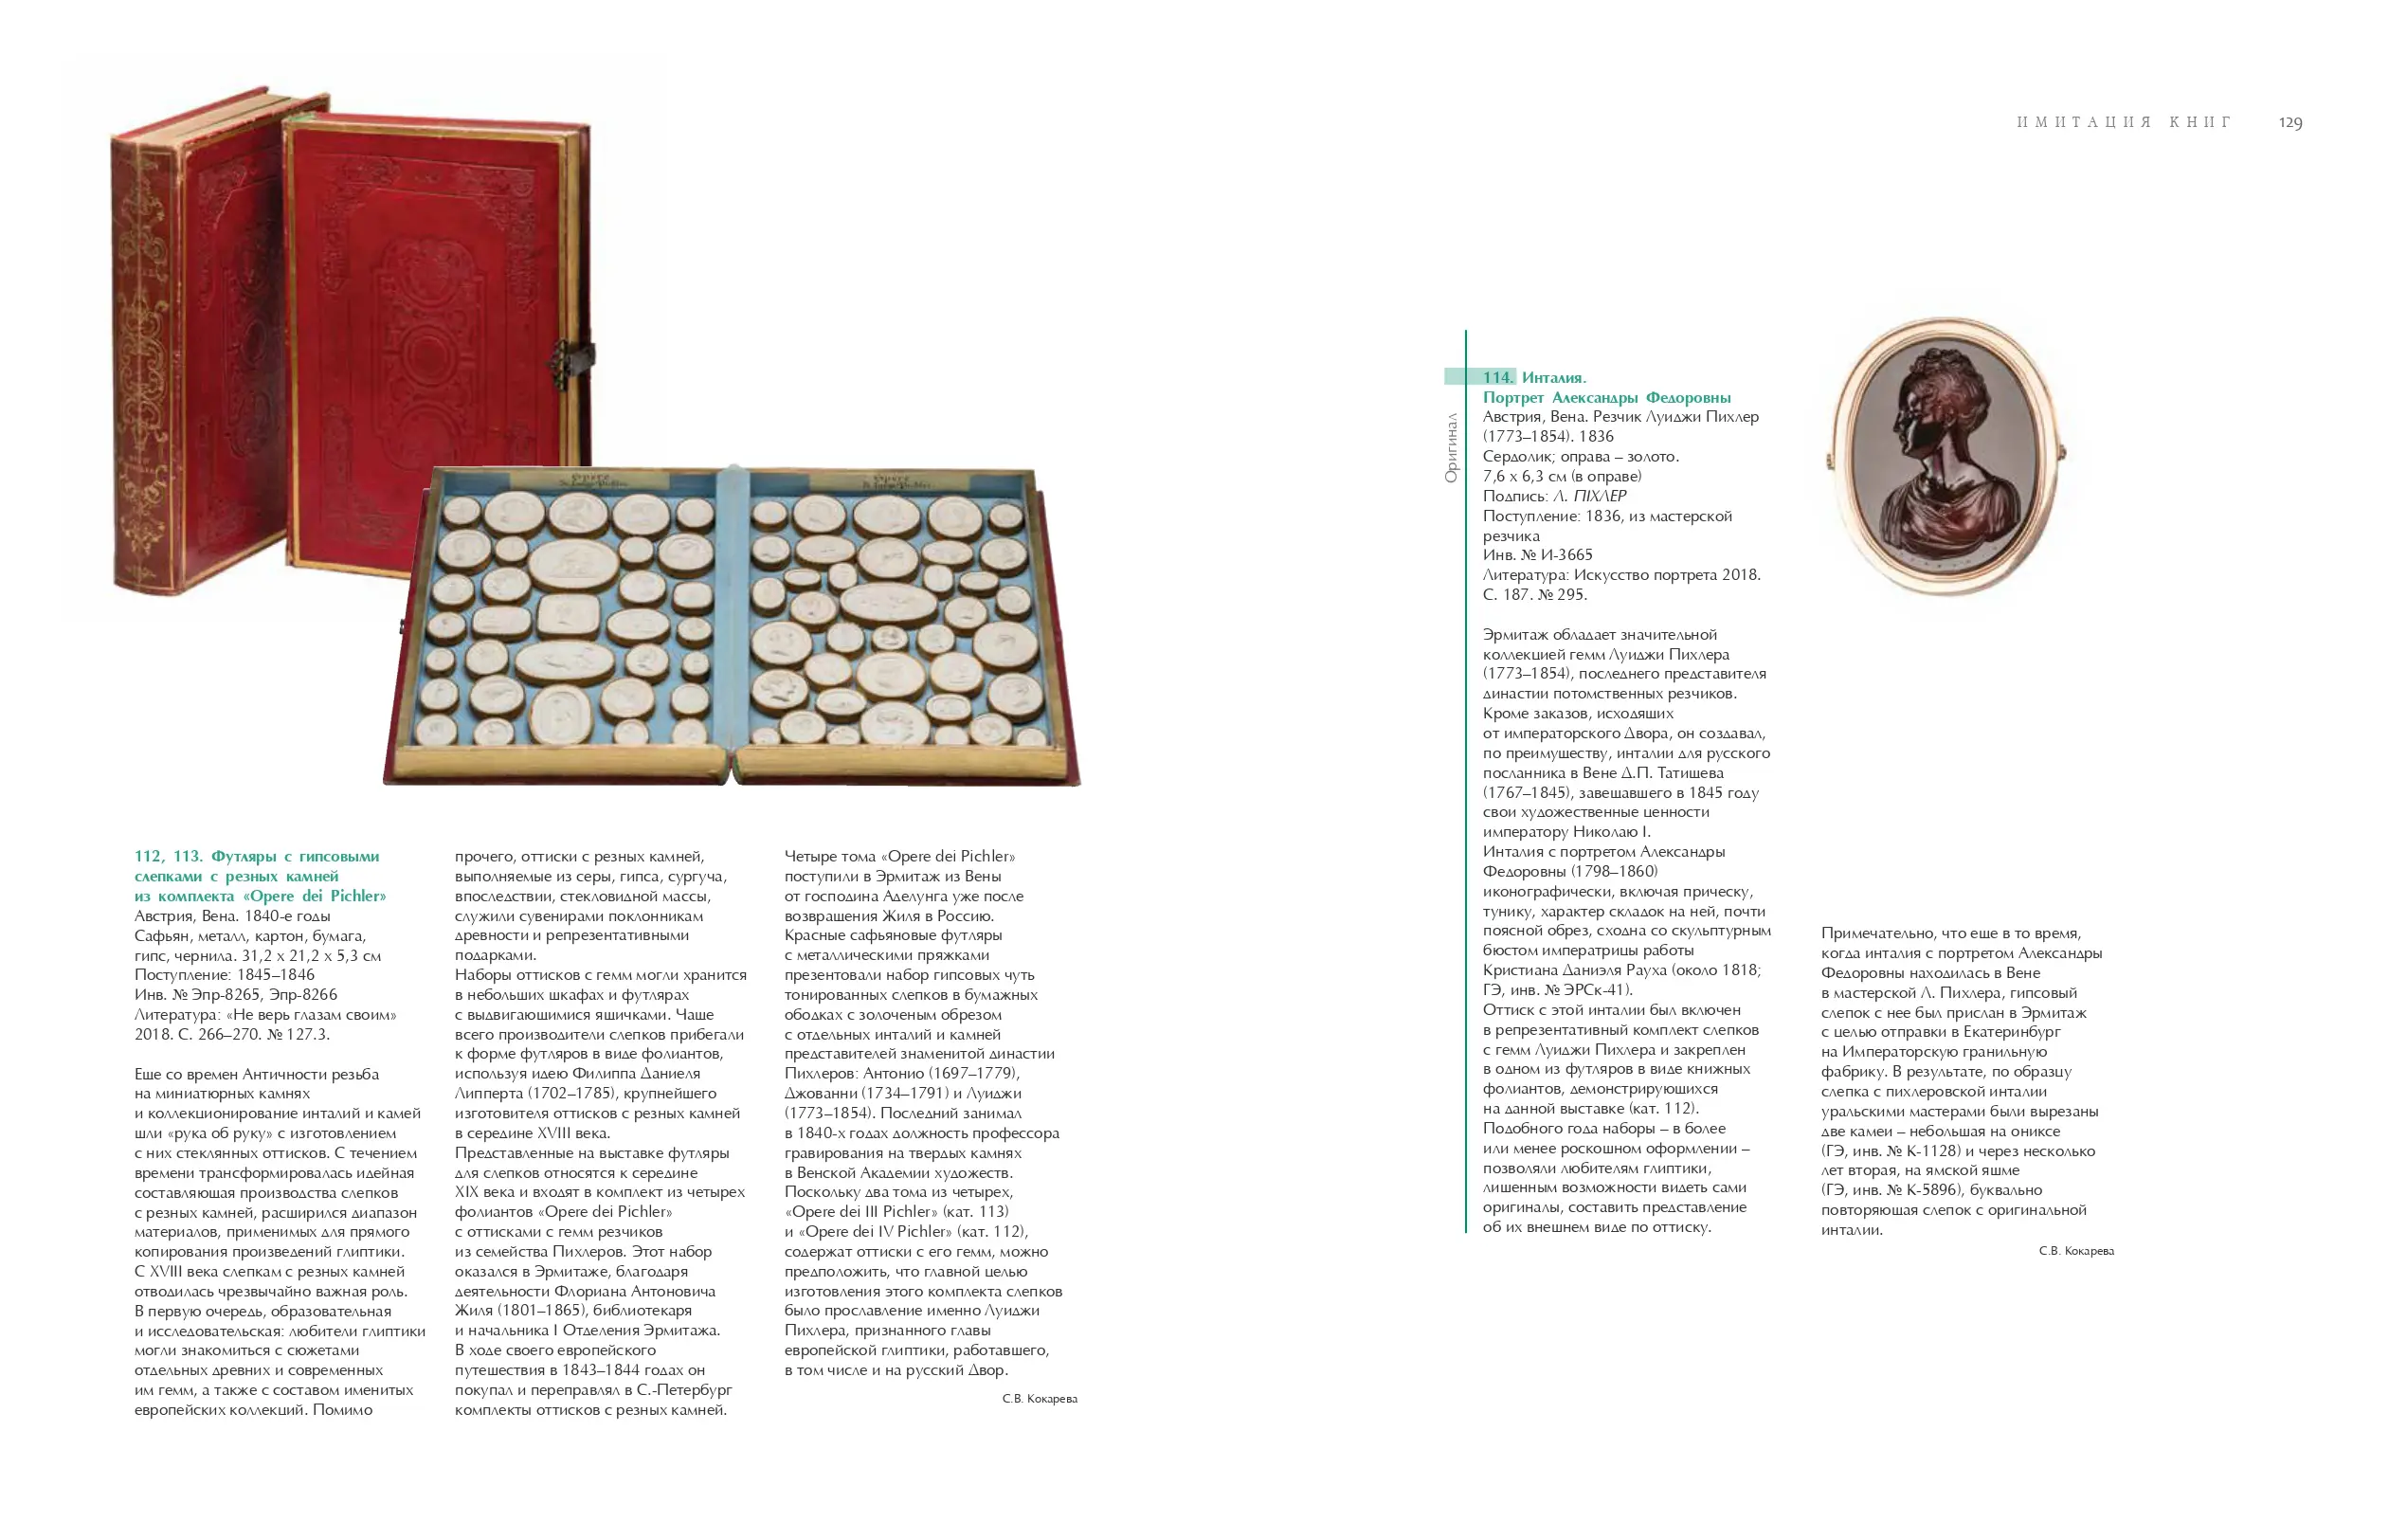 ИМИТАЦИЯ КНИГ 129
Opere
Opere
112, 113. Футляры с гипсовыми
слепками с резных камней
из комплекта «Opere dei Pichler»
Австрия, Вена. 1840-е годы
Сафьян, металл, картон, бумага,
гипс, чернила. 31,2 х 21,2 х 5,3 см
Поступление: 1845–1846
Инв. № Эпр-8265, Эпр-8266
Литература: «Не верь глазам своим»
2018. С. 266–270. № 127.3.
Еще со времен Античности резьба
на миниатюрных камнях
и коллекционирование инталий и камей
шли «рука об руку» с изготовлением
с них стеклянных оттисков. С течением
времени трансформировалась идейная
составляющая производства слепков
с резных камней, расширился диапазон
материалов, применимых для прямого
копирования произведений глиптики.
С XVIII века слепкам с резных камней
отводилась чрезвычайно важная роль.
В первую очередь, образовательная
и исследовательская: любители глиптики
могли знакомиться с сюжетами
отдельных древних и современных
им гемм, а также с составом именитых
европейских коллекций. Помимо
прочего, оттиски с резных камней,
выполняемые из серы, гипса, сургуча,
впоследствии, стекловидной массы,
служили сувенирами поклонникам
древности и репрезентативными
подарками.
Наборы оттисков с гемм могли хранится
в небольших шкафах и футлярах
с выдвигающимися ящичками. Чаще
всего производители слепков прибегали
к форме футляров в виде фолиантов,
используя идею Филиппа Даниеля
Липперта (1702–1785), крупнейшего
изготовителя оттисков с резных камней
в середине XVIII века.
Представленные на выставке футляры
для слепков относятся к середине
XIX века и входят в комплект из четырех
фолиантов «Opere dei Pichler»
с оттисками с гемм резчиков
из семейства Пихлеров. Этот набор
оказался в Эрмитаже, благодаря
деятельности Флориана Антоновича
Жиля (1801–1865), библиотекаря
и начальника I Отделения Эрмитажа.
В ходе своего европейского
путешествия в 1843–1844 годах он
покупал и переправлял в С.-Петербург
комплекты оттисков с резных камней.
Четыре тома «Opere dei Pichler»
поступили в Эрмитаж из Вены
от господина Аделунга уже после
возвращения Жиля в Россию.
Красные сафьяновые футляры
с металлическими пряжками
презентовали набор гипсовых чуть
тонированных слепков в бумажных
ободках с золоченым обрезом
с отдельных инталий и камней
представителей знаменитой династии
Пихлеров: Антонио (1697–1779),
Джованни (1734–1791) и Луиджи
(1773–1854). Последний занимал
в 1840-х годах должность профессора
гравирования на твердых камнях
в Венской Академии художеств.
Поскольку два тома из четырех,
«Opere dei III Pichler» (кат. 113)
и «Opere dei IV Pichler» (кат. 112),
содержат оттиски с его гемм, можно
предположить, что главной целью
изготовления этого комплекта слепков
было прославление именно Луиджи
Пихлера, признанного главы
европейской глиптики, работавшего,
в том числе и на русский Двор.
С.В. Кокарева
Оригинал
114. Инталия.
Портрет Александры Федоровны
Австрия, Вена. Резчик Луиджи Пихлер
(1773–1854). 1836
Сердолик; оправа – золото.
7,6 х 6,3 см (в оправе)
Подпись: Л. ПIХЛЕР
Поступление: 1836, из мастерской
резчика
Инв. № И-3665
Литература: Искусство портрета 2018.
С. 187. № 295.
Эрмитаж обладает значительной
коллекцией гемм Луиджи Пихлера
(1773–1854), последнего представителя
династии потомственных резчиков.
Кроме заказов, исходящих
от императорского Двора, он создавал,
по преимуществу, инталии для русского
посланника в Вене Д.П. Татищева
(1767–1845), завещавшего в 1845 году
свои художественные ценности
императору Николаю I.
Инталия с портретом Александры
Федоровны (1798–1860)
иконографически, включая прическу,
тунику, характер складок на ней, почти
поясной обрез, сходна со скульптурным
бюстом императрицы работы
Кристиана Даниэля Рауха (около 1818;
ГЭ, инв. № ЭРСк-41).
Оттиск с этой инталии был включен
в репрезентативный комплект слепков
с гемм Луиджи Пихлера и закреплен
в одном из футляров в виде книжных
фолиантов, демонстрирующихся
на данной выставке (кат. 112).
Подобного года наборы – в более
или менее роскошном оформлении –
позволяли любителям глиптики,
лишенным возможности видеть сами
оригиналы, составить представление
об их внешнем виде по оттиску.
Примечательно, что еще в то время,
когда инталия с портретом Александры
Федоровны находилась в Вене
в мастерской Л. Пихлера, гипсовый
слепок с нее был прислан в Эрмитаж
с целью отправки в Екатеринбург
на Императорскую гранильную
фабрику. В результате, по образцу
слепка с пихлеровской инталии
уральскими мастерами были вырезаны
две камеи – небольшая на ониксе
(ГЭ, инв. № К-1128) и через несколько
лет вторая, на ямской яшме
(ГЭ, инв. № К-5896), буквально
повторяющая слепок с оригинальной
инталии.
С.В. Кокарева